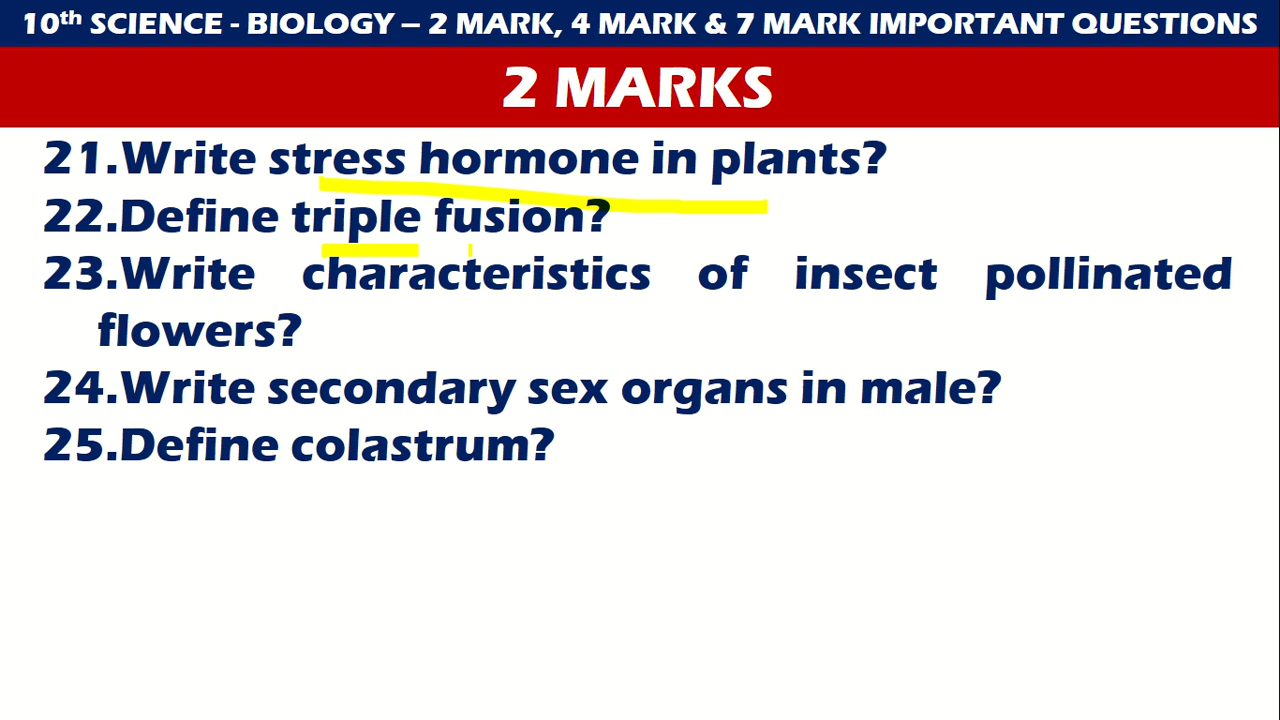 10th SCIENCE - BIOLOGY – 2 MARK, 4 MARK & 7 MARK IMPORTANT QUESTIONS
2 MARKS
21.Write stress hormone in plants?
22.Define triple fusion?
23.Write characteristics of insect pollinated
flowers?
24.Write secondary sex organs in male?
25.Define colastrum?